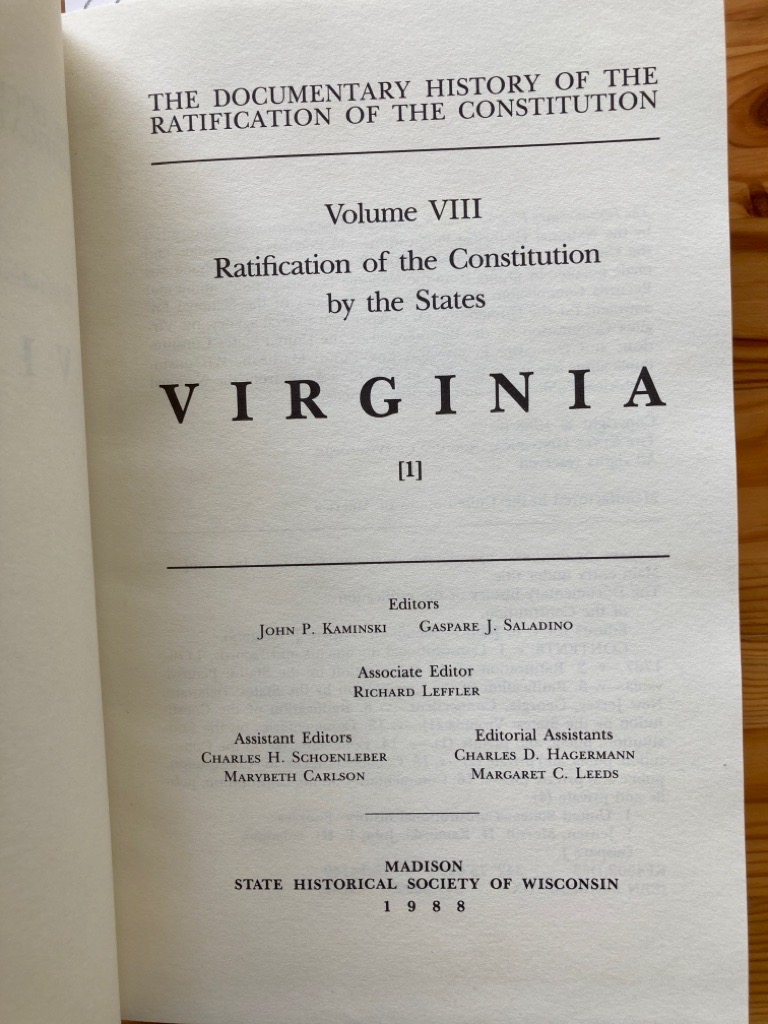 THE DOCUMENTARY HISTORY OF THE
RATIFICATION OF THE CONSTITUTION
Volume VIII
Ratification of the Constitution
by the States
VIRGINIA
[1]
Editors
JOHN P. KAMINSKI GASPARE J. SALADINO
Associate Editor
RICHARD LEFFLER
Assistant Editors
CHARLES H. SCHOENLEBER
MARYBETH CARLSON
Editorial Assistants
CHARLES D. HAGERMANN
MARGARET C. LEEDS
MADISON
STATE HISTORICAL SOCIETY OF WISCONSIN
1988